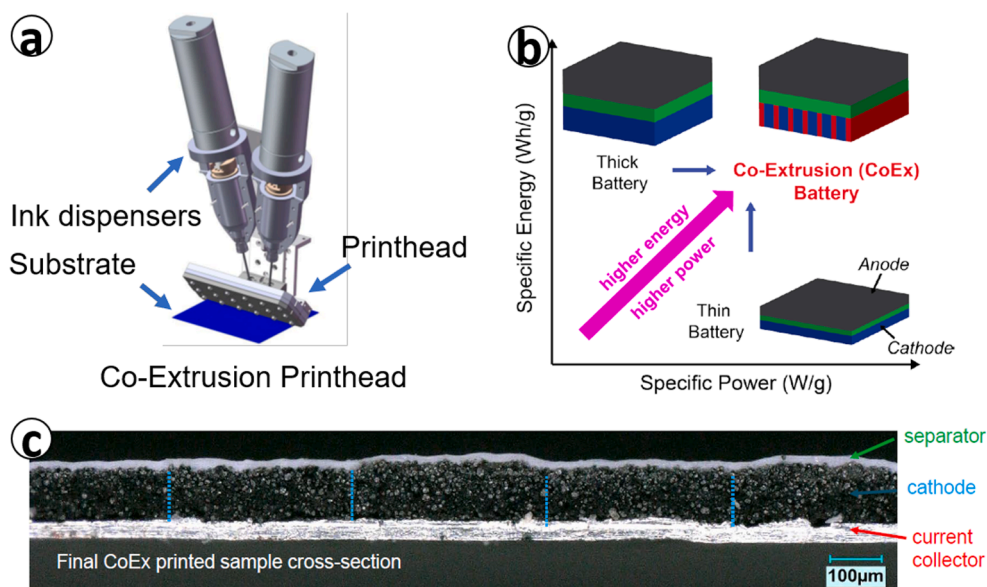 a
Ink dispensers
Substrate
Printhead
Co-Extrusion Printhead
b
Specific Energy (Wh/g)
Thick
Battery
Co-Extrusion (CoEx)
Battery
higher energy
higher power
Thin
Battery
Anode
Cathode
Specific Power (W/g)
c
separator
cathode
current
collector
Final CoEx printed sample cross-section
100μm